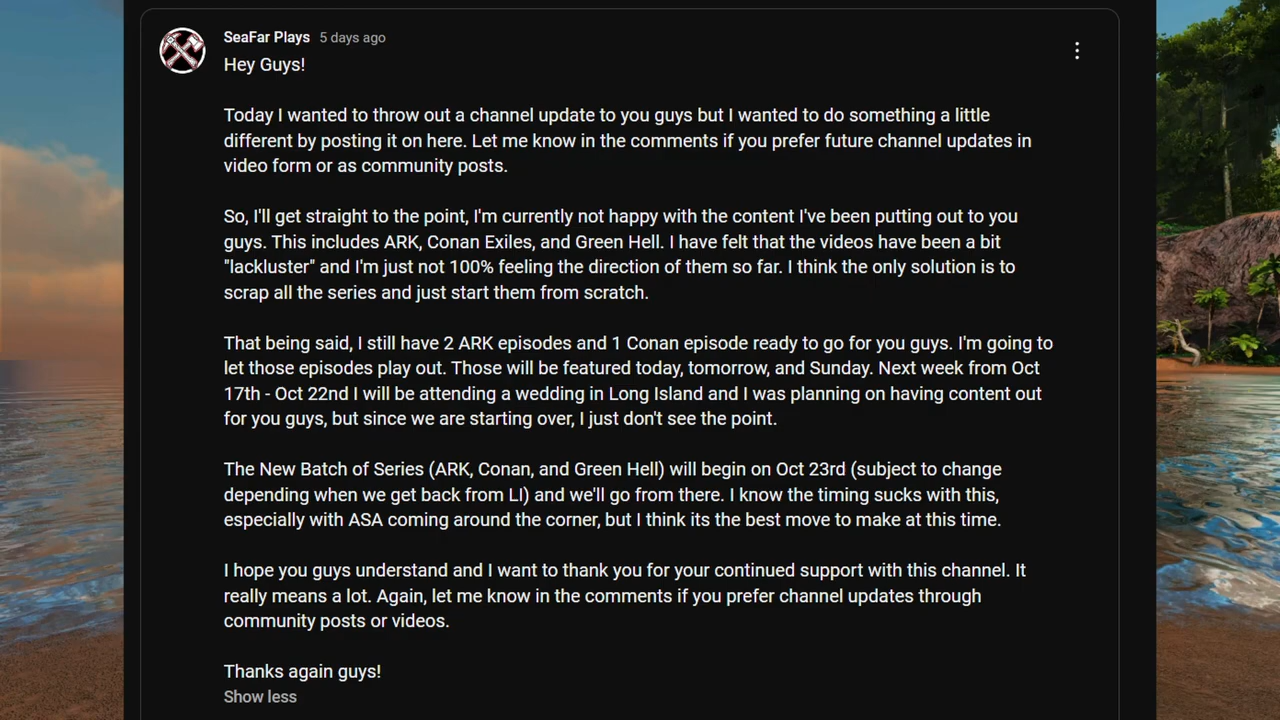 SeaFar Plays 5 days ago
Hey Guys!
Today I wanted to throw out a channel update to you guys but I wanted to do something a little
different by posting it on here. Let me know in the comments if you prefer future channel updates in
video form or as community posts.
So, I'll get straight to the point, I'm currently not happy with the content I've been putting out to you
guys. This includes ARK, Conan Exiles, and Green Hell. I have felt that the videos have been a bit
"lackluster" and I'm just not 100% feeling the direction of them so far. I think the only solution is to
scrap all the series and just start them from scratch.
That being said, I still have 2 ARK episodes and 1 Conan episode ready to go for you guys. I'm going to
let those episodes play out. Those will be featured today, tomorrow, and Sunday. Next week from Oct
17th - Oct 22nd I will be attending a wedding in Long Island and I was planning on having content out
for you guys, but since we are starting over, I just don't see the point.
The New Batch of Series (ARK, Conan, and Green Hell) will begin on Oct 23rd (subject to change
depending when we get back from LI) and we'll go from there. I know the timing sucks with this,
especially with ASA coming around the corner, but I think its the best move to make at this time.
I hope you guys understand and I want to thank you for your continued support with this channel. It
really means a lot. Again, let me know in the comments if you prefer channel updates through
community posts or videos.
Thanks again guys!
Show less